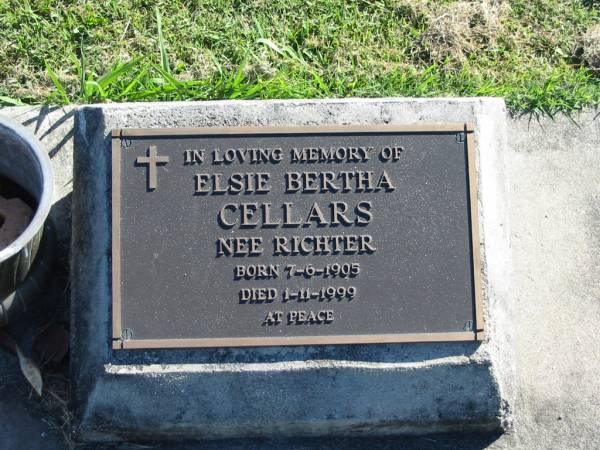 IN LOVING MEMORY OF
ELSIE BERTHA
CELLARS
NEE RICHTER
BORN 7-6-1905
DIED 1-11-1999
AT PEACE